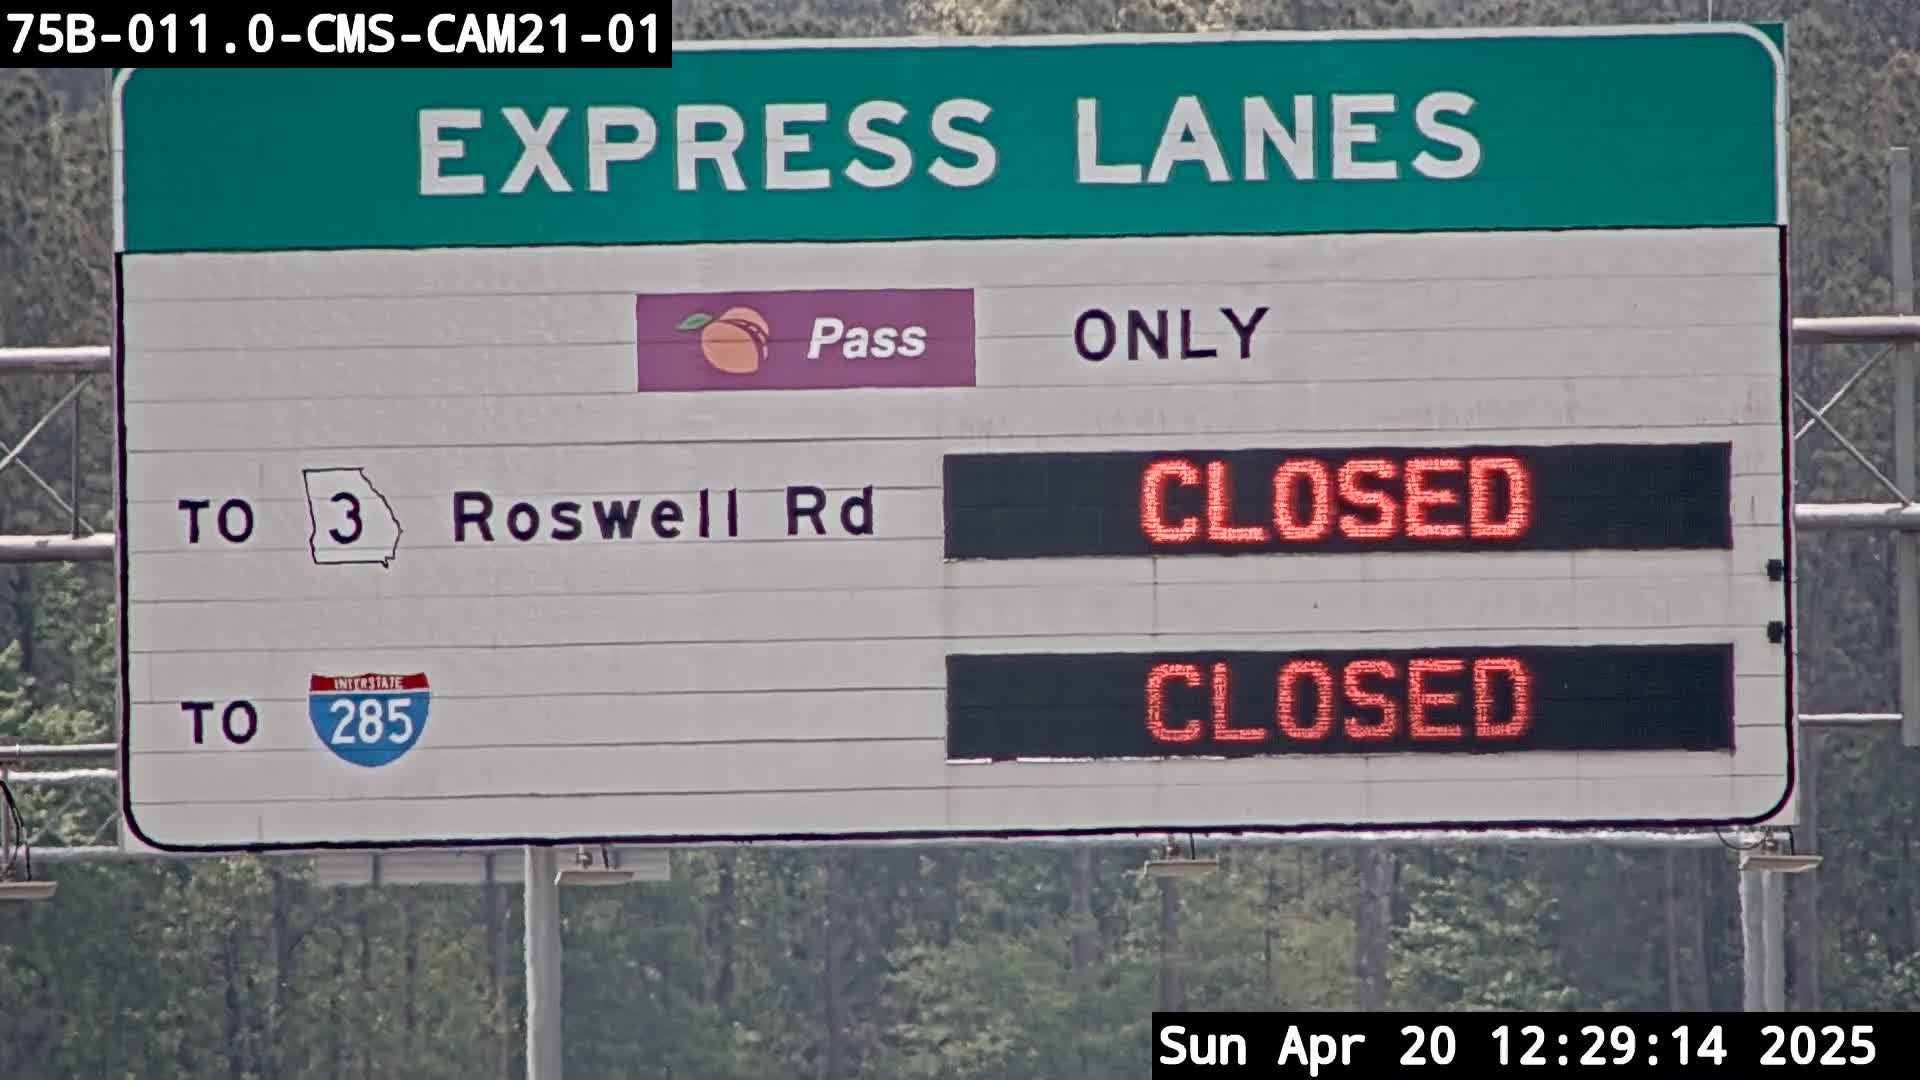 75B-011.0-CMS-CAM21-01
EXPRESS LANES
Pass ONLY
TO 3 Roswell Rd CLOSED
TO INTERSTATE 285 CLOSED
Sun Apr 20 12:29:14 2025